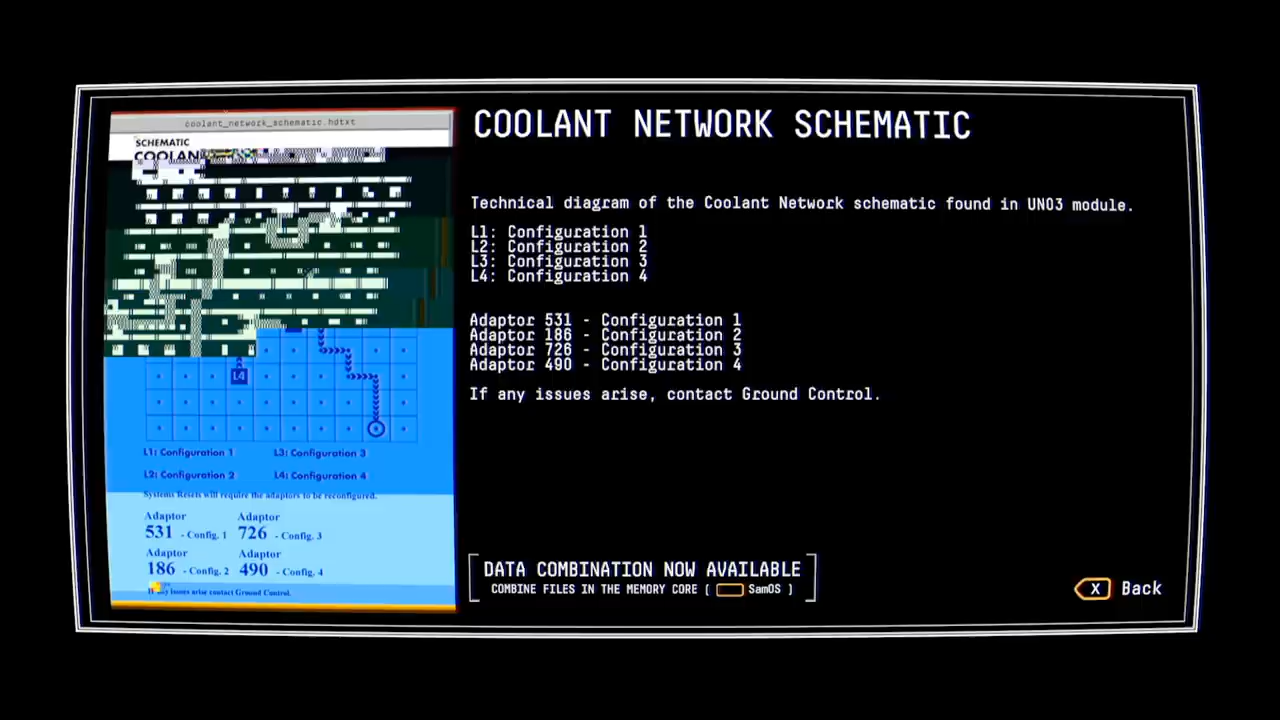 coolant_network_schematic.hdtxt
SCHEMATIC
COOLAN
L4
L1: Configuration 1
L3: Configuration 3
L2: Configuration 2
L4: Configuration 4
Systems Resets will require the adaptors to be reconfigured.
Adaptor
531 - Config. 1
Adaptor
726 - Config. 3
Adaptor
186 - Config. 2
Adaptor
490 - Config. 4
If any issues arise contact Ground Control.
COOLANT NETWORK SCHEMATIC
Technical diagram of the Coolant Network schematic found in UNO3 module.
L1: Configuration 1
L2: Configuration 2
L3: Configuration 3
L4: Configuration 4
Adaptor 531 - Configuration 1
Adaptor 186 - Configuration 2
Adaptor 726 - Configuration 3
Adaptor 490 - Configuration 4
If any issues arise, contact Ground Control.
DATA COMBINATION NOW AVAILABLE
COMBINE FILES IN THE MEMORY CORE ( SamOS )
X Back